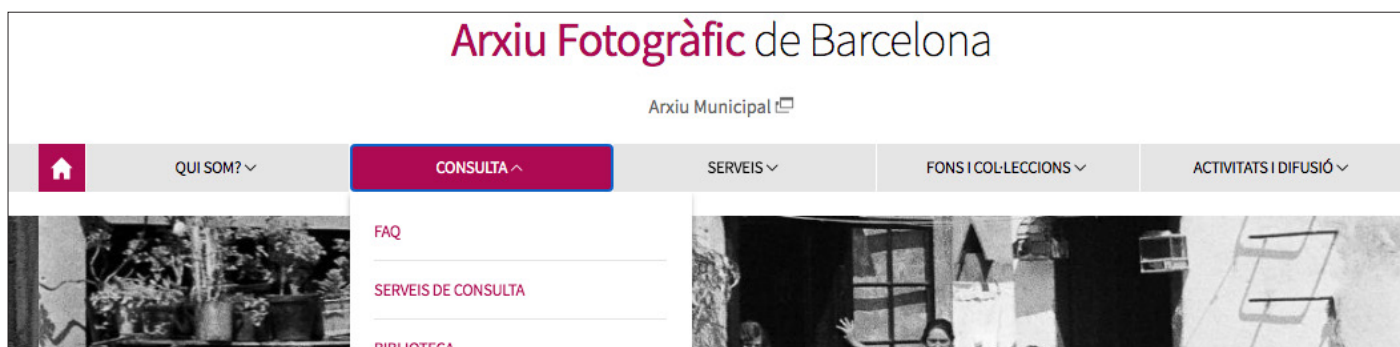 Arxiu Fotogràfic de Barcelona
Arxiu Municipal
QUI SOM? CONSULTA SERVEIS FONS I COL·LECCIONS ACTIVITATS I DIFUSIÓ
FAQ
SERVEIS DE CONSULTA
BIBLIOTECA